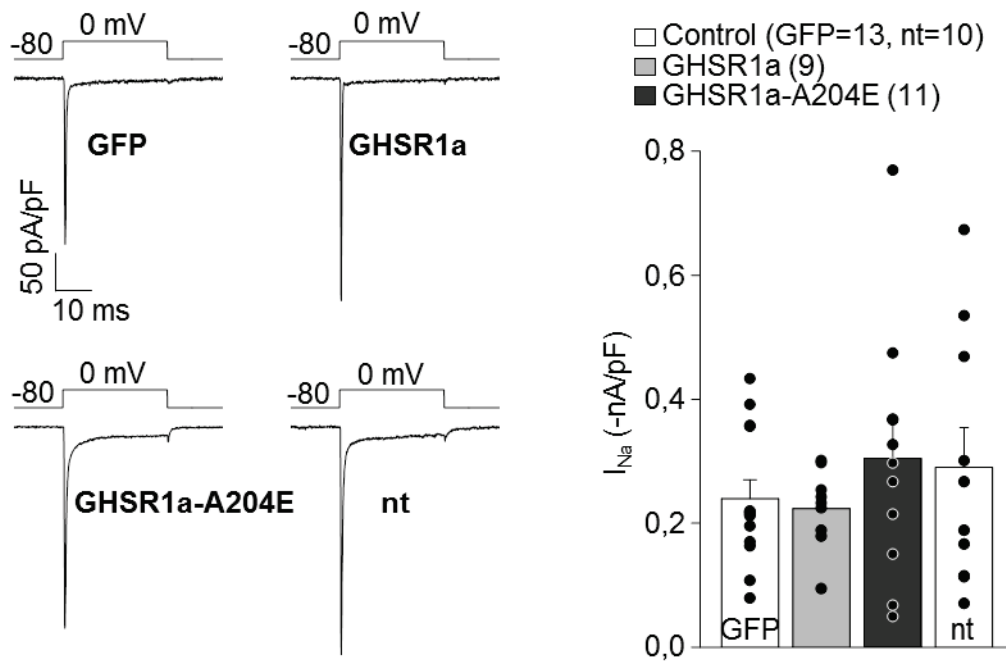 0 mV
-80
GFP
50 pA/pF
10 ms
0 mV
-80
GHSR1a
0 mV
-80
GHSR1a-A204E
0 mV
-80
nt
Control (GFP=13, nt=10)
GHSR1a (9)
GHSR1a-A204E (11)
I_Na (-nA/pF)
0,8
0,6
0,4
0,2
0,0
GFP
nt